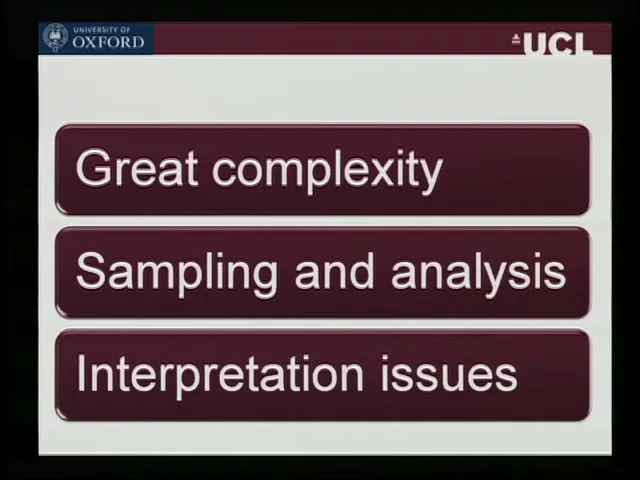 UNIVERSITY OF
OXFORD
UCL
Great complexity
Sampling and analysis
Interpretation issues